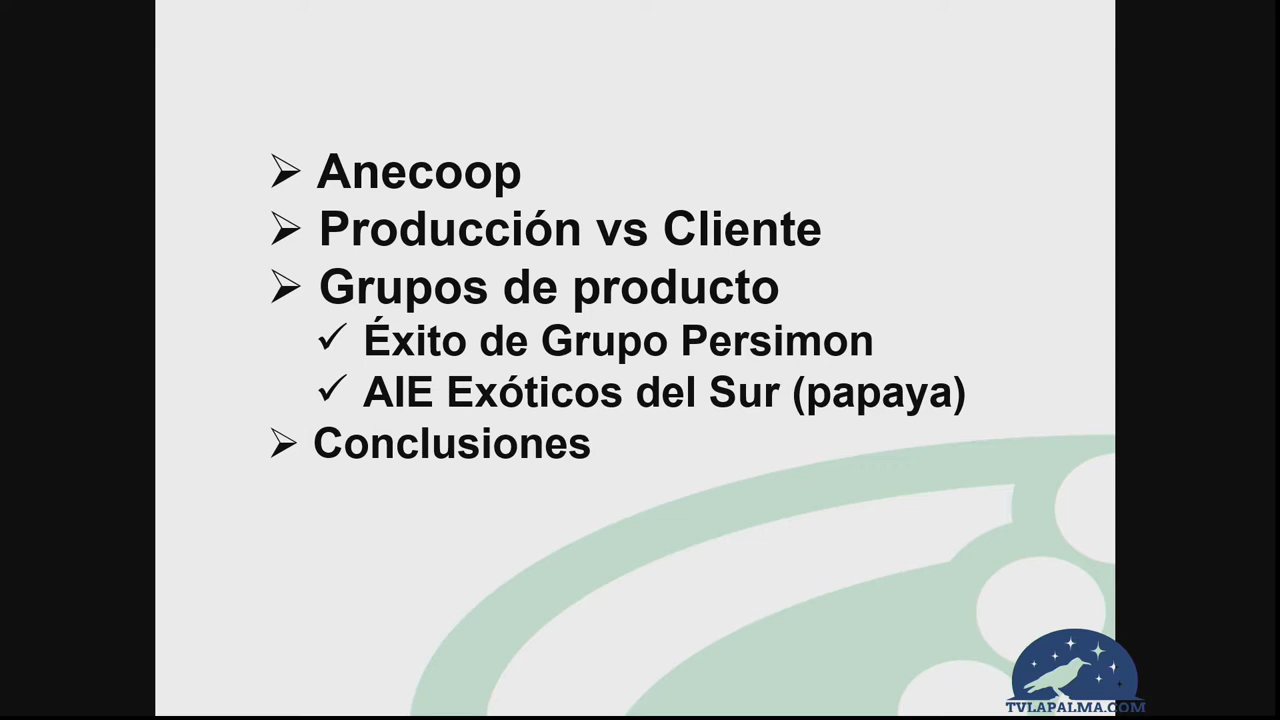 Anecoop
Producción vs Cliente
Grupos de producto
Éxito de Grupo Persimon
AIE Exóticos del Sur (papaya)
Conclusiones
TVLAPALMA.COM